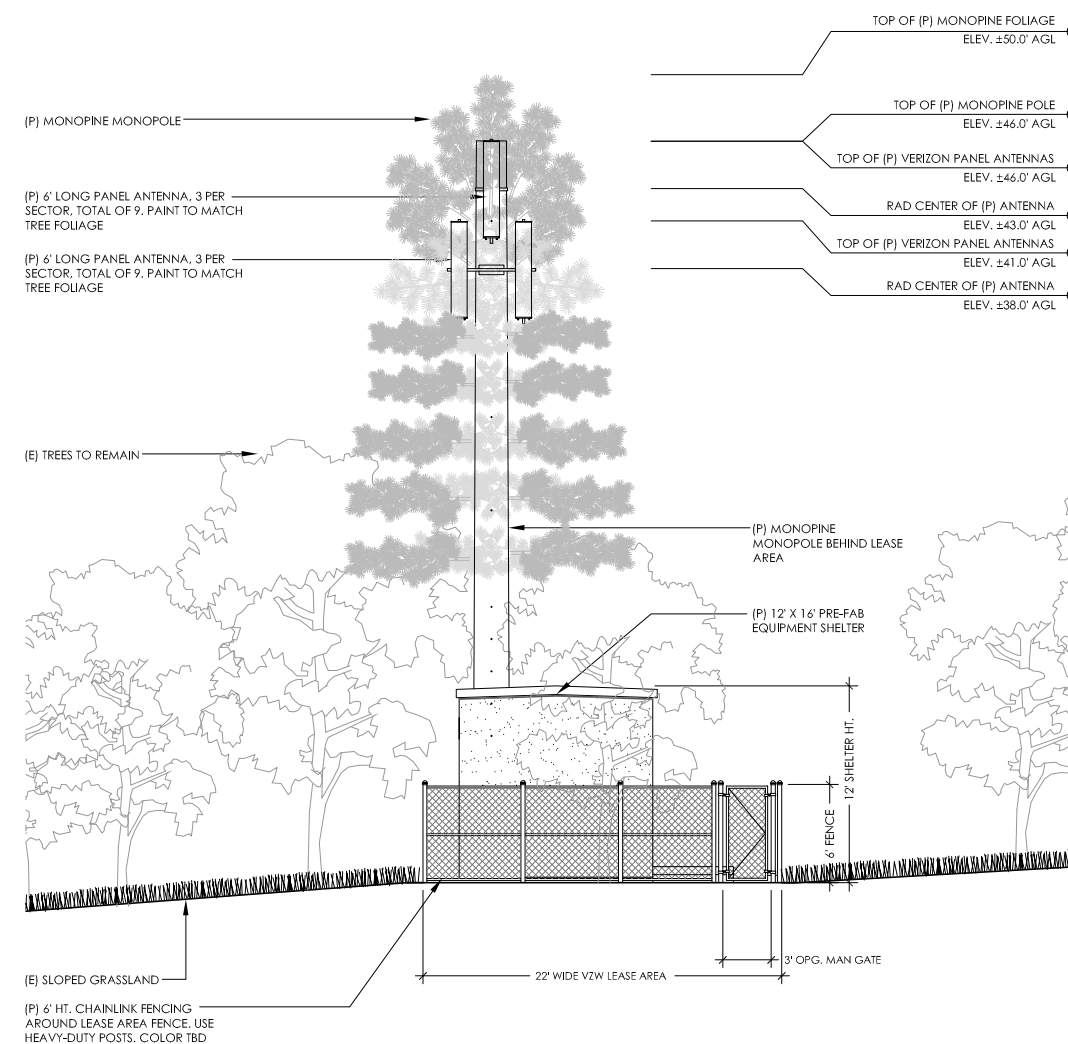 TOP OF (P) MONOPINE FOLIAGE
ELEV. ±50.0' AGL
TOP OF (P) MONOPINE POLE
ELEV. ±46.0' AGL
TOP OF (P) VERIZON PANEL ANTENNAS
ELEV. ±46.0' AGL
RAD CENTER OF (P) ANTENNA
ELEV. ±43.0' AGL
TOP OF (P) VERIZON PANEL ANTENNAS
ELEV. ±41.0' AGL
RAD CENTER OF (P) ANTENNA
ELEV. ±38.0' AGL
(P) MONOPINE MONOPOLE
(P) 6' LONG PANEL ANTENNA, 3 PER
SECTOR, TOTAL OF 9. PAINT TO MATCH
TREE FOLIAGE
(P) 6' LONG PANEL ANTENNA, 3 PER
SECTOR, TOTAL OF 9. PAINT TO MATCH
TREE FOLIAGE
(E) TREES TO REMAIN
(P) MONOPINE
MONOPOLE BEHIND LEASE
AREA
(P) 12' X 16' PRE-FAB
EQUIPMENT SHELTER
12' SHELTER HT.
6' FENCE
3' OPG. MAN GATE
22' WIDE VZW LEASE AREA
(E) SLOPED GRASSLAND
(P) 6' HT. CHAINLINK FENCING
AROUND LEASE AREA FENCE. USE
HEAVY-DUTY POSTS. COLOR TBD